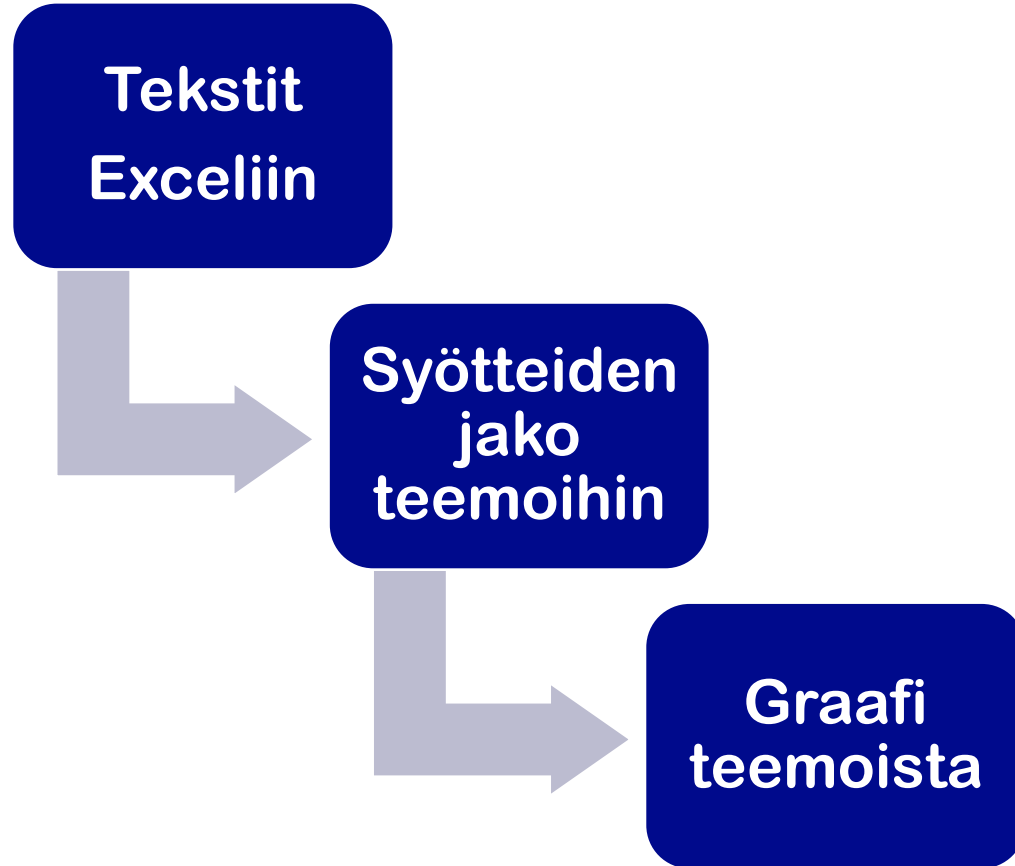 Tekstit
Exceliin
Syötteiden
jako
teemoihin
Graafi
teemoista